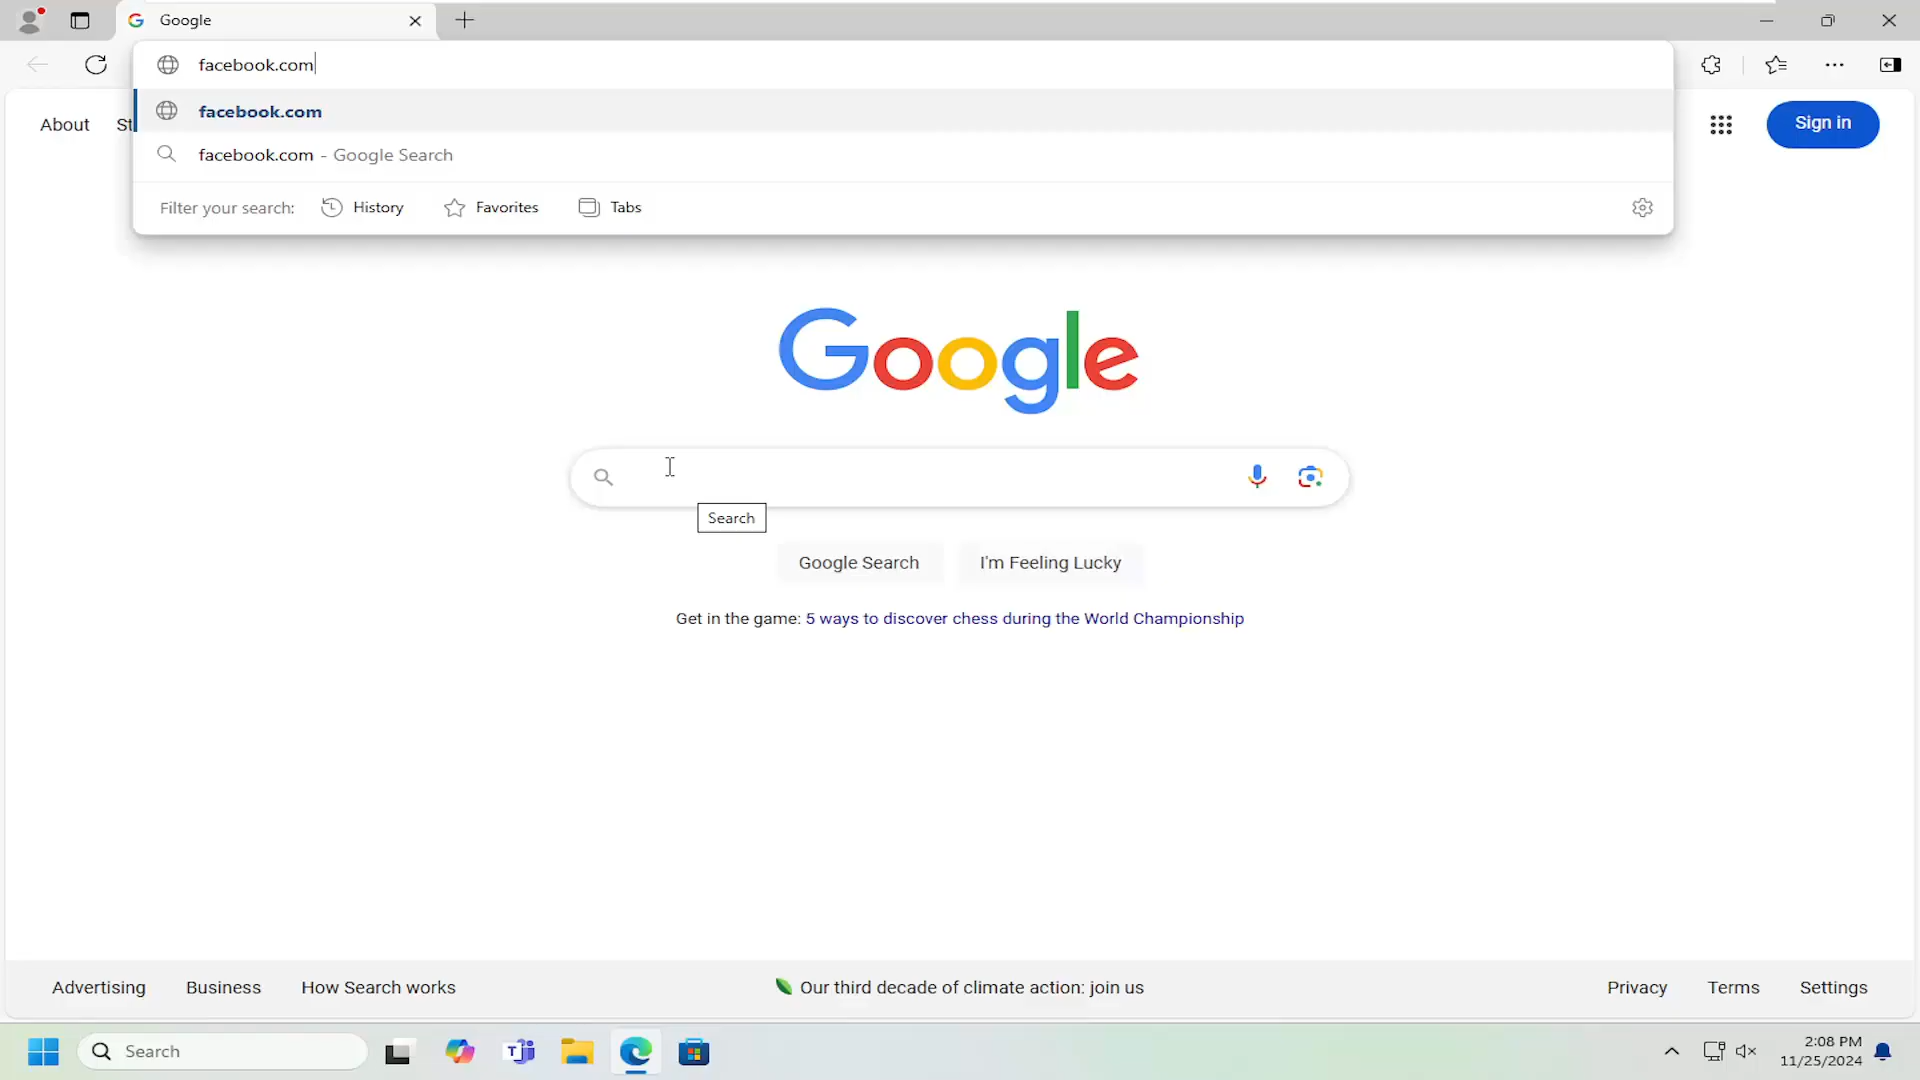 Google
facebook.com
facebook.com
facebook.com - Google Search
Filter your search: History Favorites Tabs
About St
Sign in
Google
Search
Google Search I'm Feeling Lucky
Get in the game: 5 ways to discover chess during the World Championship
Advertising Business How Search works
Our third decade of climate action: join us
Privacy Terms Settings
Search
2:08 PM
11/25/2024